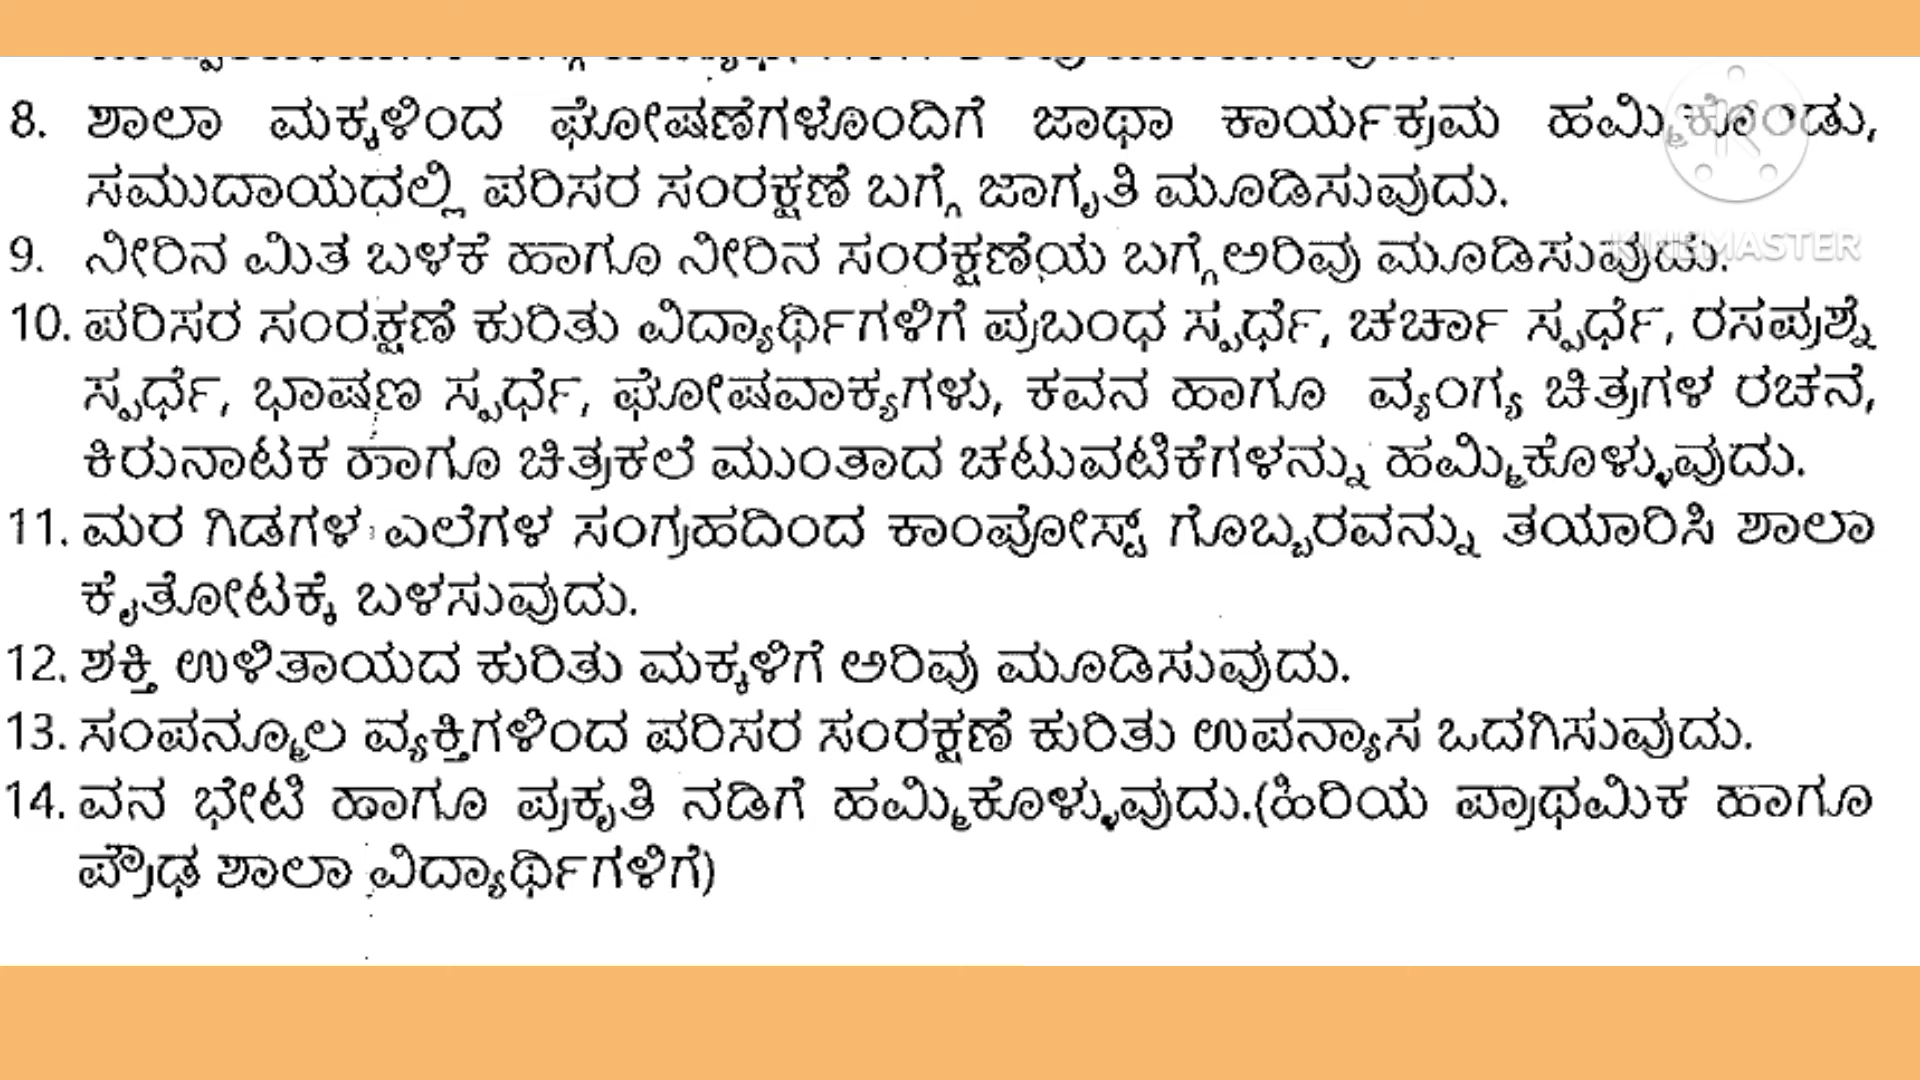 8. ಶಾಲಾ ಮಕ್ಕಳಿಂದ ಘೋಷಣೆಗಳೊಂದಿಗೆ ಜಾಥಾ ಕಾರ್ಯಕ್ರಮ ಹಮ್ಮಿಕೊಂಡು,
ಸಮುದಾಯದಲ್ಲಿ ಪರಿಸರ ಸಂರಕ್ಷಣೆ ಬಗ್ಗೆ ಜಾಗೃತಿ ಮೂಡಿಸುವುದು.
9. ನೀರಿನ ಮಿತ ಬಳಕೆ ಹಾಗೂ ನೀರಿನ ಸಂರಕ್ಷಣೆಯ ಬಗ್ಗೆ ಅರಿವು ಮೂಡಿಸುವುದು.
KINEMASTER
10. ಪರಿಸರ ಸಂರಕ್ಷಣೆ ಕುರಿತು ವಿದ್ಯಾರ್ಥಿಗಳಿಗೆ ಪ್ರಬಂಧ ಸ್ಪರ್ಧೆ, ಚರ್ಚಾ ಸ್ಪರ್ಧೆ, ರಸಪ್ರಶ್ನೆ
ಸ್ಪರ್ಧೆ, ಭಾಷಣ ಸ್ಪರ್ಧೆ, ಘೋಷವಾಕ್ಯಗಳು, ಕವನ ಹಾಗೂ ವ್ಯಂಗ್ಯ ಚಿತ್ರಗಳ ರಚನೆ,
ಕಿರುನಾಟಕ ಹಾಗೂ ಚಿತ್ರಕಲೆ ಮುಂತಾದ ಚಟುವಟಿಕೆಗಳನ್ನು ಹಮ್ಮಿಕೊಳ್ಳುವುದು.
11. ಮರ ಗಿಡಗಳ ಎಲೆಗಳ ಸಂಗ್ರಹದಿಂದ ಕಾಂಪೋಸ್ಟ್ ಗೊಬ್ಬರವನ್ನು ತಯಾರಿಸಿ ಶಾಲಾ
ಕೈತೋಟಕ್ಕೆ ಬಳಸುವುದು.
12. ಶಕ್ತಿ ಉಳಿತಾಯದ ಕುರಿತು ಮಕ್ಕಳಿಗೆ ಅರಿವು ಮೂಡಿಸುವುದು.
13. ಸಂಪನ್ಮೂಲ ವ್ಯಕ್ತಿಗಳಿಂದ ಪರಿಸರ ಸಂರಕ್ಷಣೆ ಕುರಿತು ಉಪನ್ಯಾಸ ಒದಗಿಸುವುದು.
14. ವನ ಭೇಟಿ ಹಾಗೂ ಪ್ರಕೃತಿ ನಡಿಗೆ ಹಮ್ಮಿಕೊಳ್ಳುವುದು.(ಹಿರಿಯ ಪ್ರಾಥಮಿಕ ಹಾಗೂ
ಪ್ರೌಢ ಶಾಲಾ ವಿದ್ಯಾರ್ಥಿಗಳಿಗೆ)